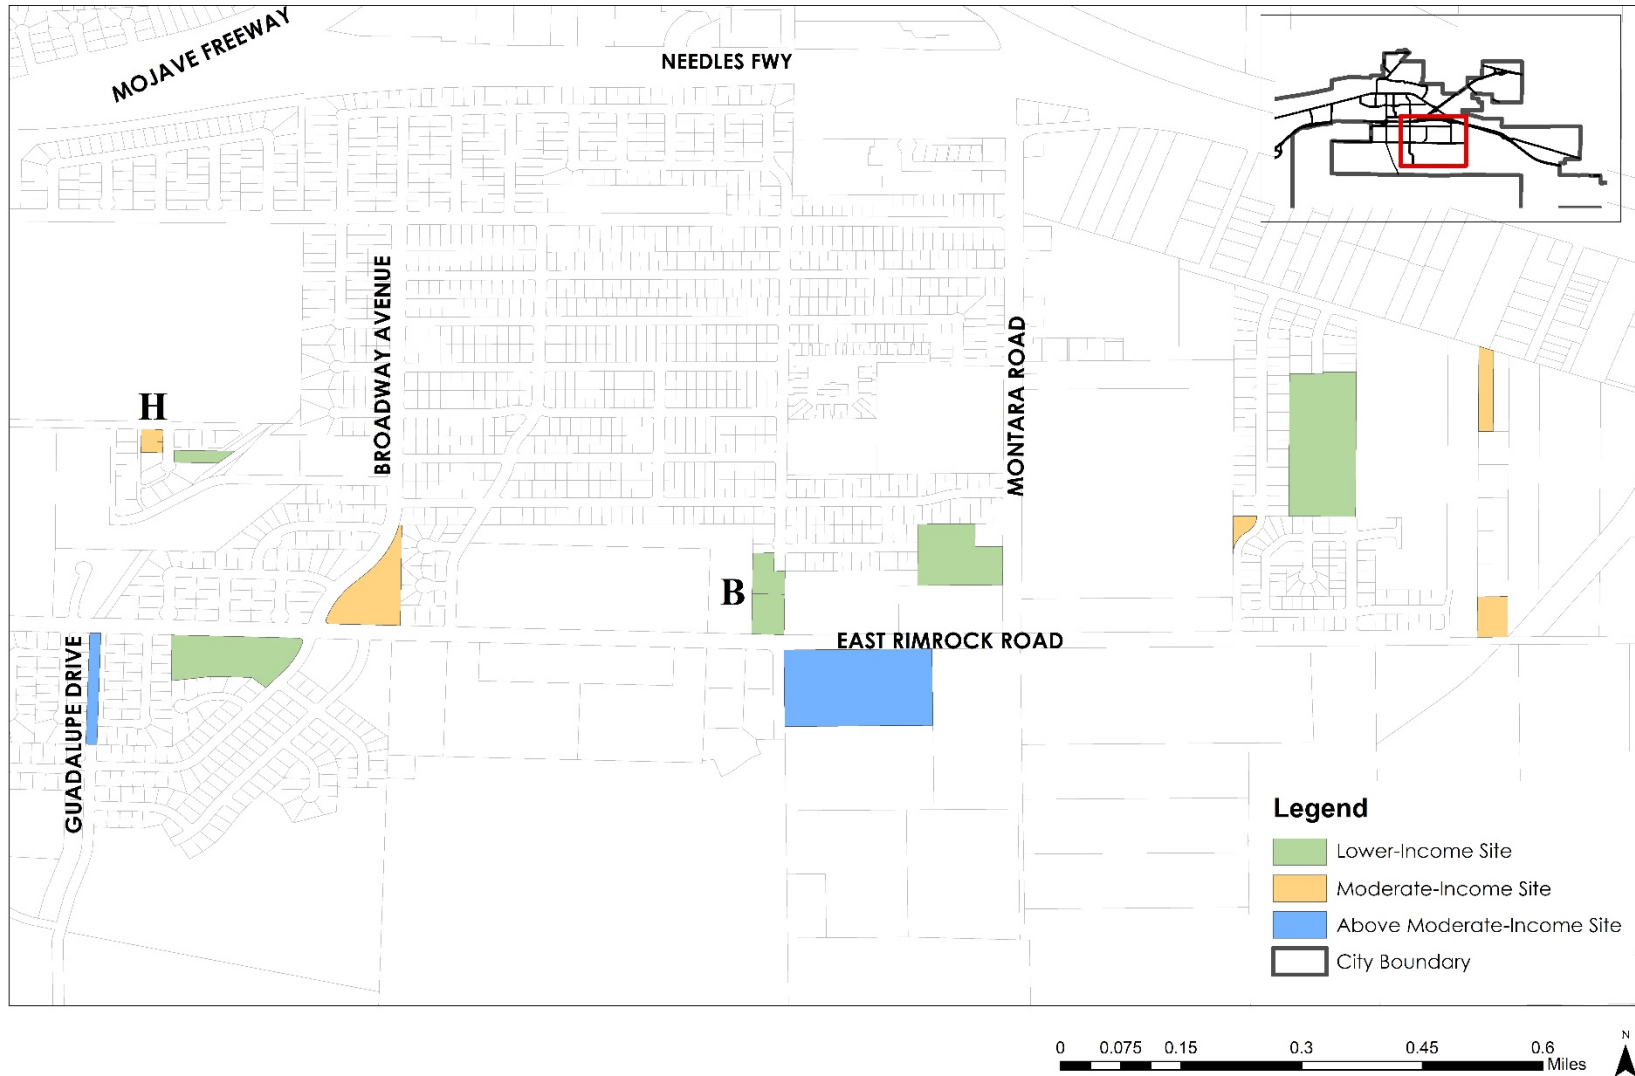 MOJAVE FREEWAY
NEEDLES FWY
BROADWAY AVENUE
MONTARA ROAD
H
B
EAST RIMROCK ROAD
GUADALUPE DRIVE
Legend
Lower-Income Site
Moderate-Income Site
Above Moderate-Income Site
City Boundary
0 0.075 0.15 0.3 0.45 0.6
Miles
N